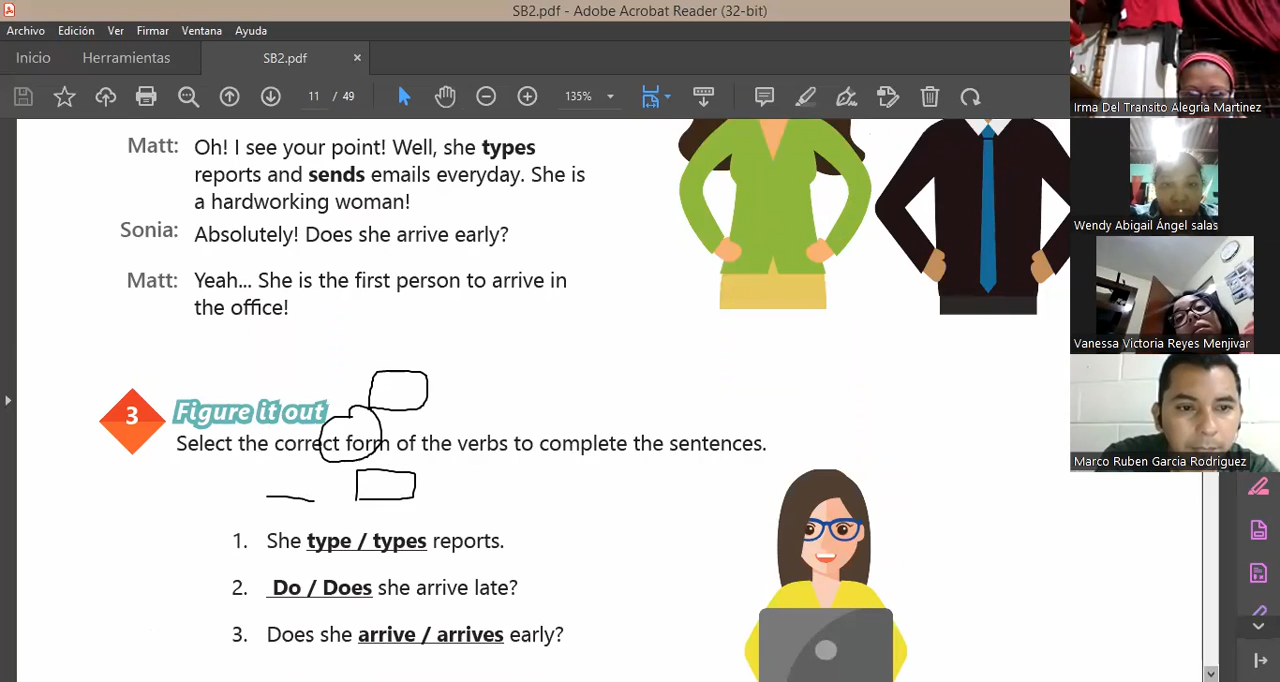 SB2.pdf - Adobe Acrobat Reader (32-bit)
Archivo Edición Ver Firmar Ventana Ayuda
Inicio Herramientas SB2.pdf ×
11 / 49 135%
Matt: Oh! I see your point! Well, she types
reports and sends emails everyday. She is
a hardworking woman!
Sonia: Absolutely! Does she arrive early?
Matt: Yeah... She is the first person to arrive in
the office!
3 Figure it out
Select the correct form of the verbs to complete the sentences.
1. She type / types reports.
2. Do / Does she arrive late?
3. Does she arrive / arrives early?
Irma Del Transito Alegria Martinez
Wendy Abigail Ángel salas
Vanessa Victoria Reyes Menjivar
Marco Ruben Garcia Rodriguez